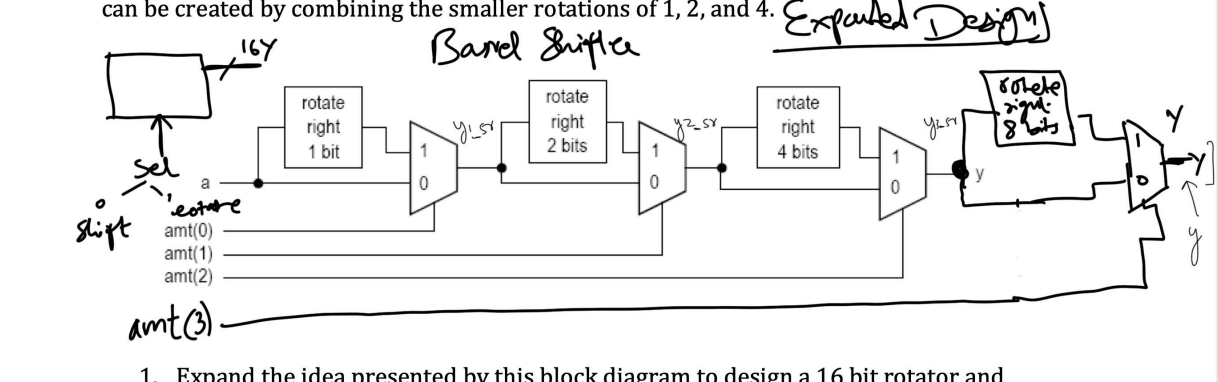 can be created by combining the smaller rotations of 1, 2, and 4.
Expanded Design
Barrel Shifter
16Y
rotate
right
1 bit
rotate
right
2 bits
rotate
right
4 bits
rotate
right
8 bits
y1_sr
y2_sr
y3_sr
1
0
1
0
1
0
1
0
y
Y
Y
y
sel
0
shift
1
rotate
a
amt(0)
amt(1)
amt(2)
amt(3)
1. Expand the idea presented by this block diagram to design a 16 bit rotator and